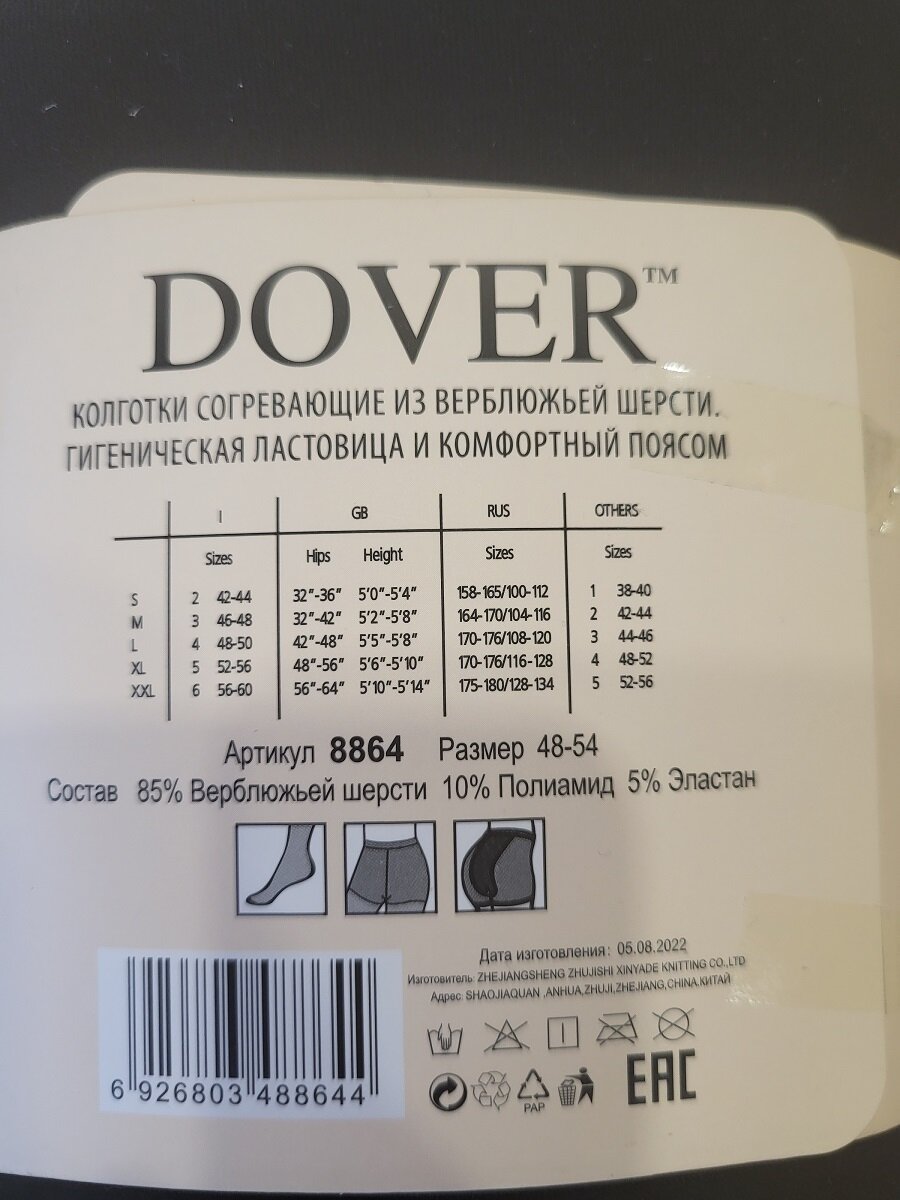 DOVER™
КОЛГОТКИ СОГРЕВАЮЩИЕ ИЗ ВЕРБЛЮЖЬЕЙ ШЕРСТИ.
ГИГЕНИЧЕСКАЯ ЛАСТОВИЦА И КОМФОРТНЫЙ ПОЯСОМ
I GB RUS OTHERS
Sizes Hips Height Sizes Sizes
S 2 42-44 32"-36" 5'0"-5'4" 158-165/100-112 1 38-40
M 3 46-48 32"-42" 5'2"-5'8" 164-170/104-116 2 42-44
L 4 48-50 42"-48" 5'5"-5'8" 170-176/108-120 3 44-46
XL 5 52-56 48"-56" 5'6"-5'10" 170-176/116-128 4 48-52
XXL 6 56-60 56"-64" 5'10"-5'14" 175-180/128-134 5 52-56
Артикул 8864 Размер 48-54
Состав 85% Верблюжьей шерсти 10% Полиамид 5% Эластан
Дата изготовления: 05.08.2022
Изготовитель: ZHEJIANGSHENG ZHUJISHI XINYADE KNITTING CO.,LTD
Адрес: SHAOJIAQUAN ,ANHUA,ZHUJI,ZHEJIANG,CHINA.КИТАЙ
PAP
EAC
6 926803 488644